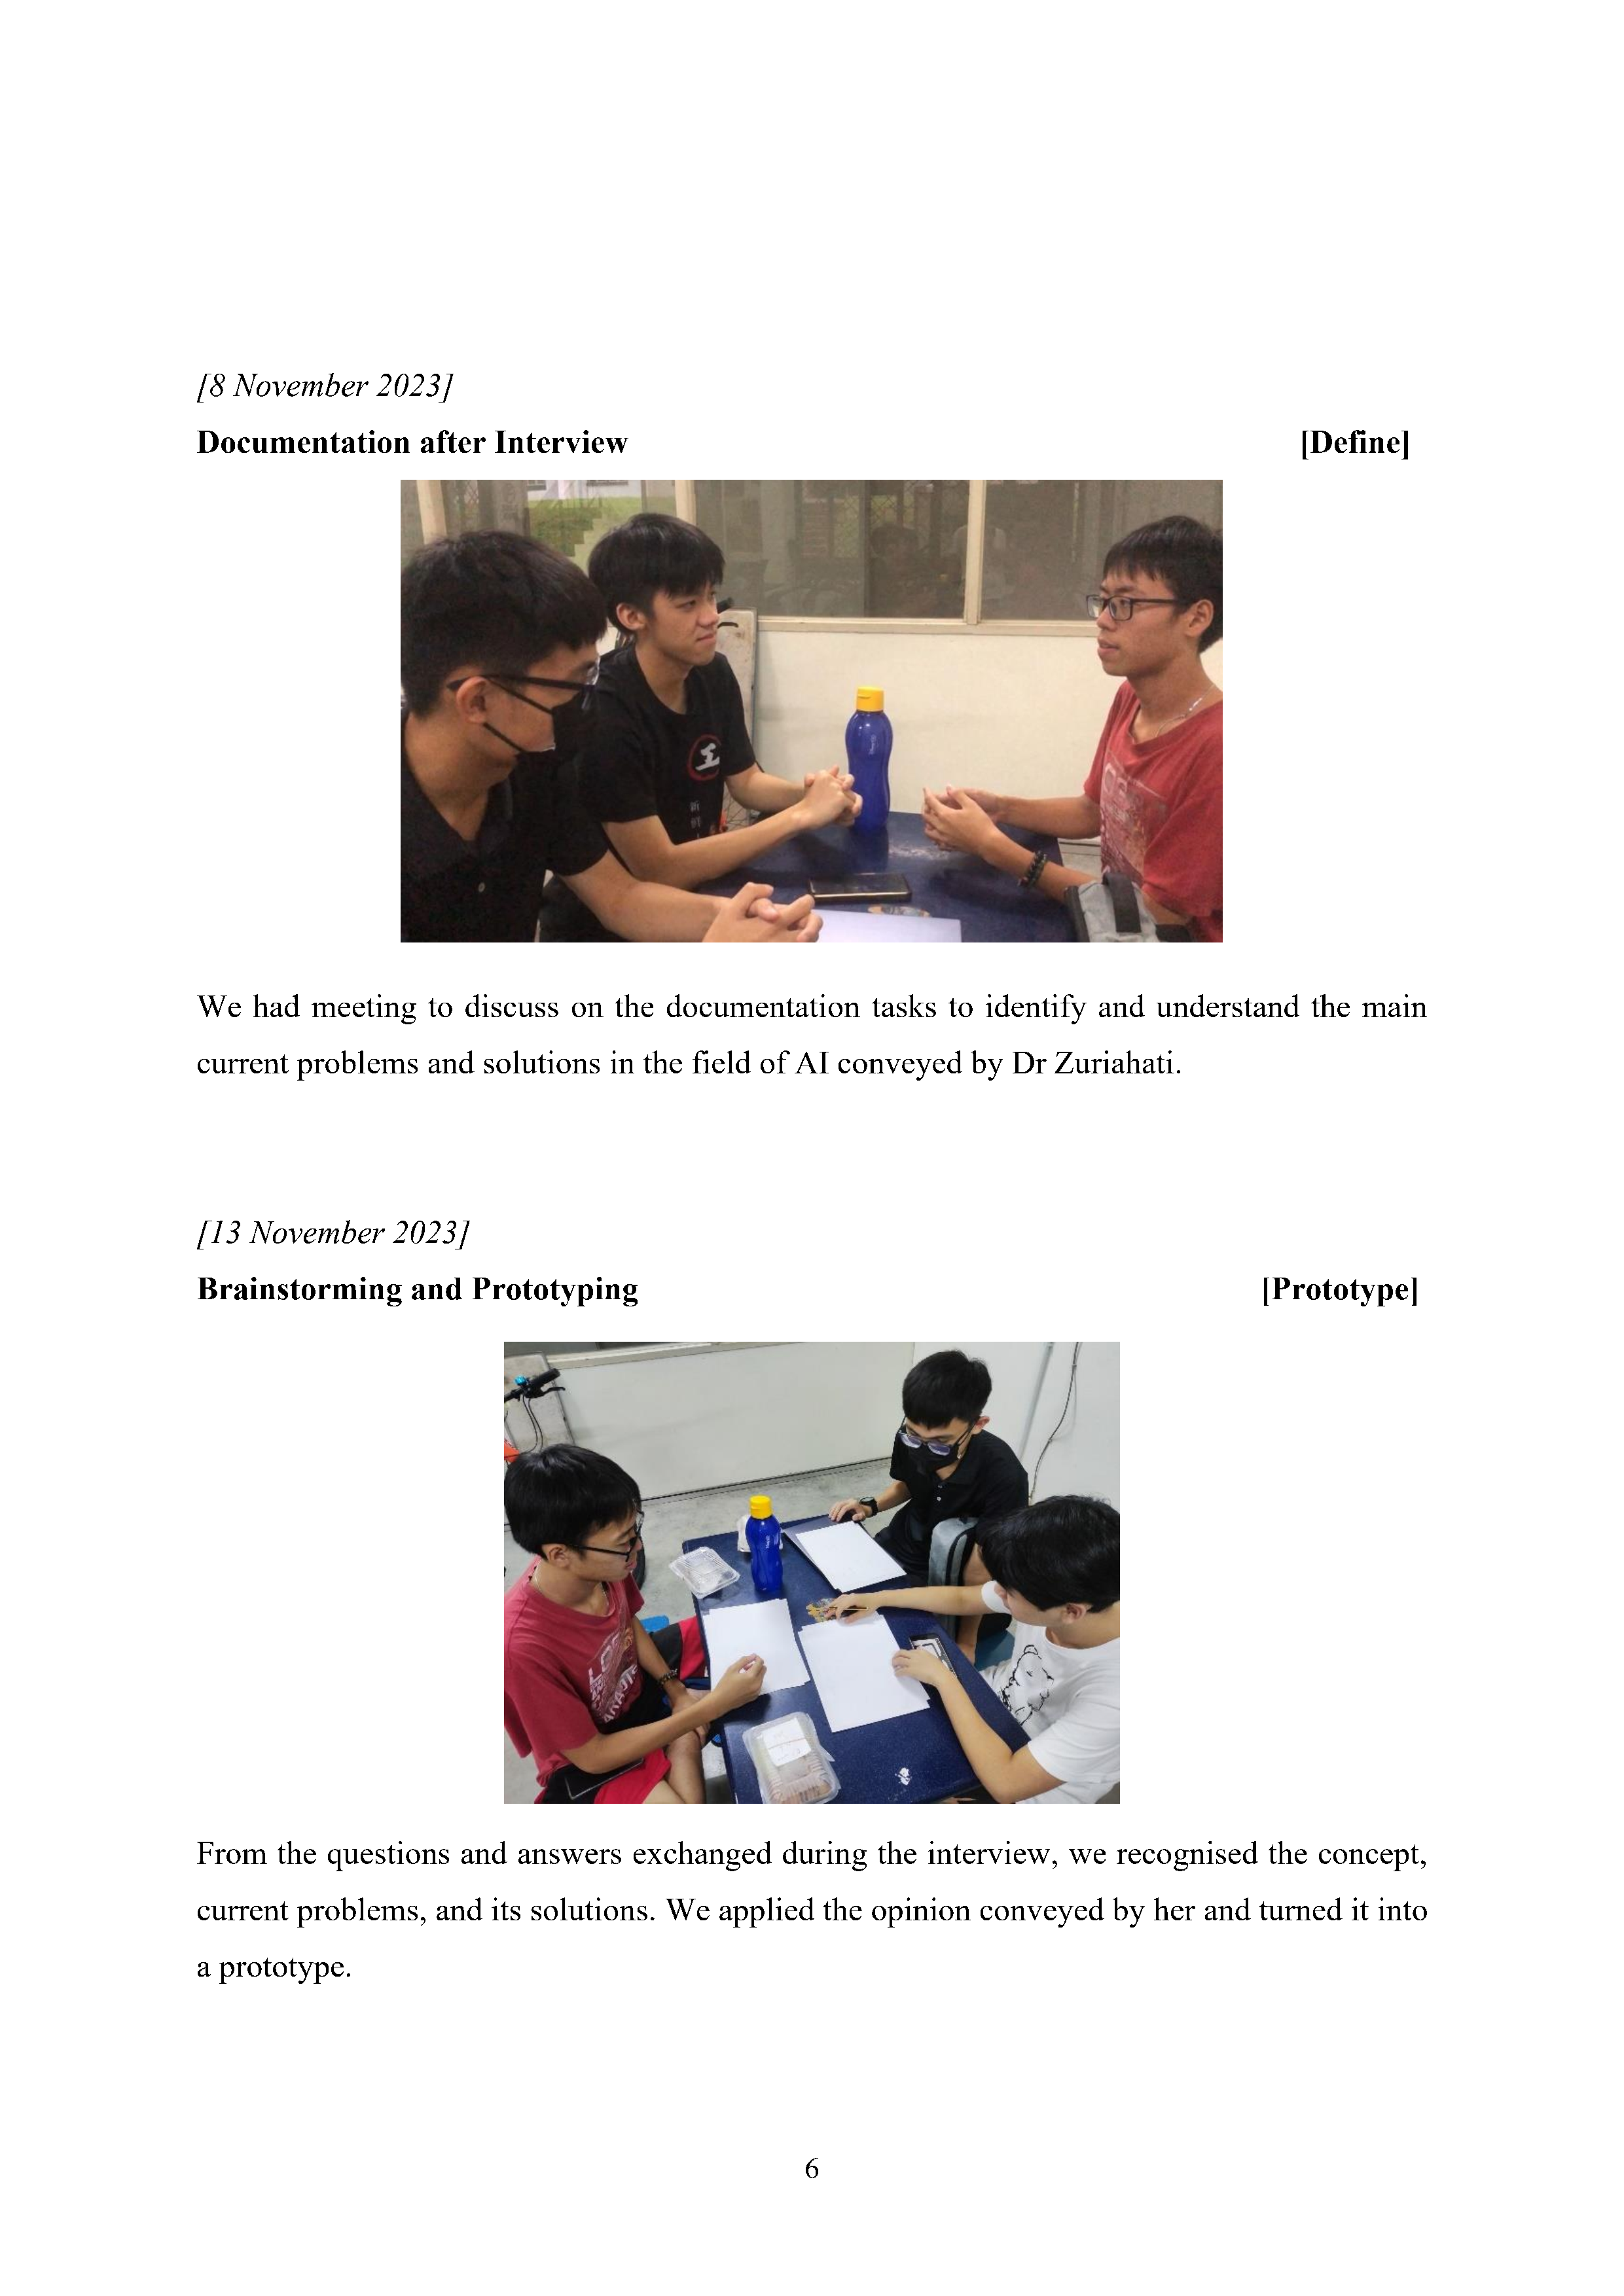 [8 November 2023]
Documentation after Interview [Define]
工
We had meeting to discuss on the documentation tasks to identify and understand the main
current problems and solutions in the field of AI conveyed by Dr Zuriahati.
[13 November 2023]
Brainstorming and Prototyping [Prototype]
From the questions and answers exchanged during the interview, we recognised the concept,
current problems, and its solutions. We applied the opinion conveyed by her and turned it into
a prototype.
6